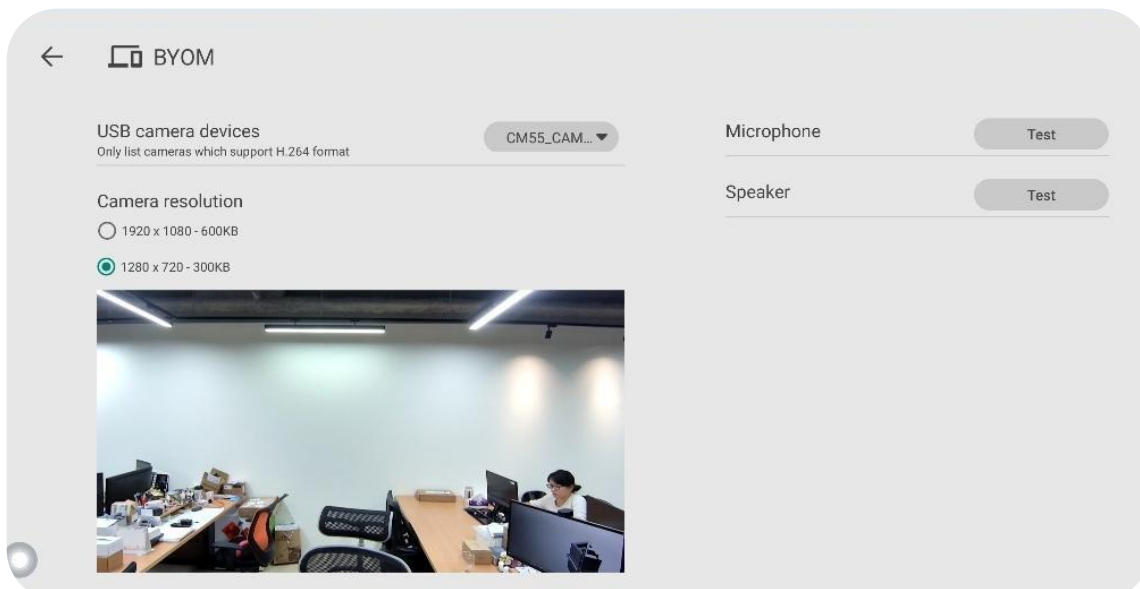 BYOM
USB camera devices
CM55_CAM...
Only list cameras which support H.264 format
Camera resolution
1920 x 1080 - 600KB
1280 x 720 - 300KB
Microphone
Test
Speaker
Test